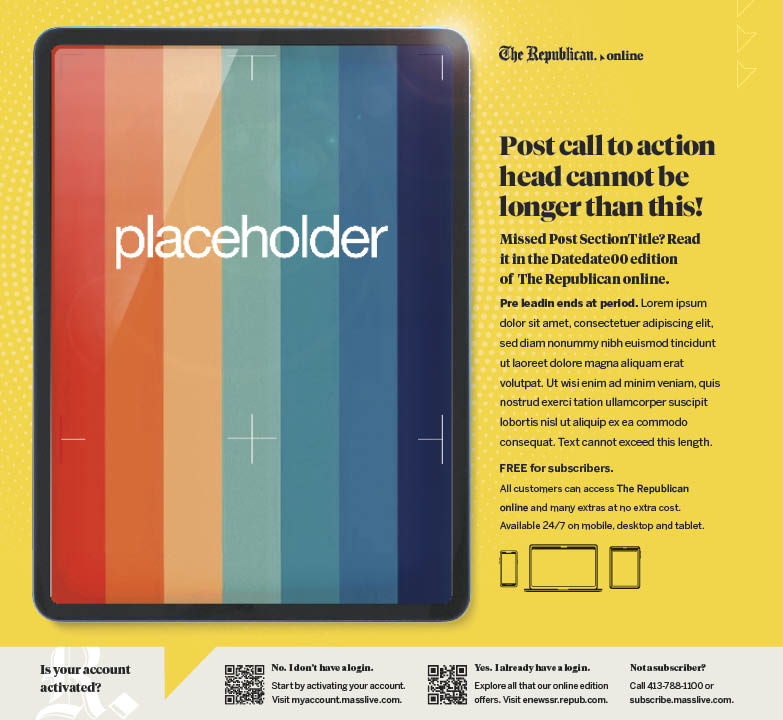 The Republican. online
placeholder
Post call to action
head cannot be
longer than this!
Missed Post SectionTitle? Read
it in the Datedate00 edition
of The Republican online.
Pre leadin ends at period. Lorem ipsum
dolor sit amet, consectetuer adipiscing elit,
sed diam nonummy nibh euismod tincidunt
ut laoreet dolore magna aliquam erat
volutpat. Ut wisi enim ad minim veniam, quis
nostrud exerci tation ullamcorper suscipit
lobortis nisl ut aliquip ex ea commodo
consequat. Text cannot exceed this length.
FREE for subscribers.
All customers can access The Republican
online and many extras at no extra cost.
Available 24/7 on mobile, desktop and tablet.
Is your account
activated?
No. I don't have a login.
Start by activating your account.
Visit myaccount.masslive.com.
Yes. I already have a login.
Explore all that our online edition
offers. Visit enewssr.repub.com.
Not a subscriber?
Call 413-788-1100 or
subscribe.masslive.com.